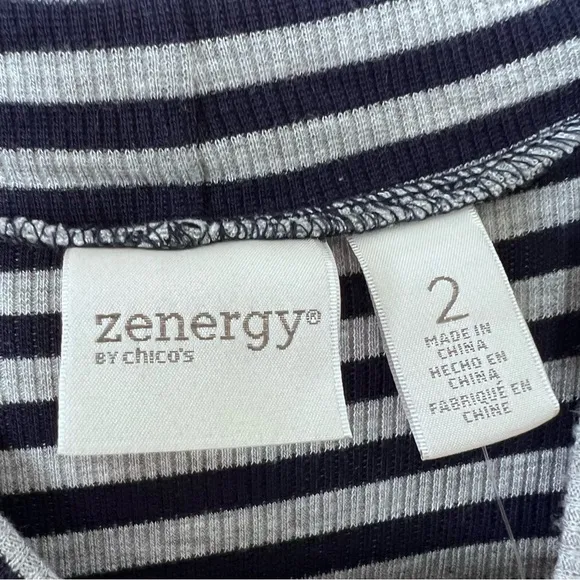 zenergy®
BY chico's
2
MADE IN
CHINA
HECHO EN
CHINA
FABRIQUÉ EN
CHINE